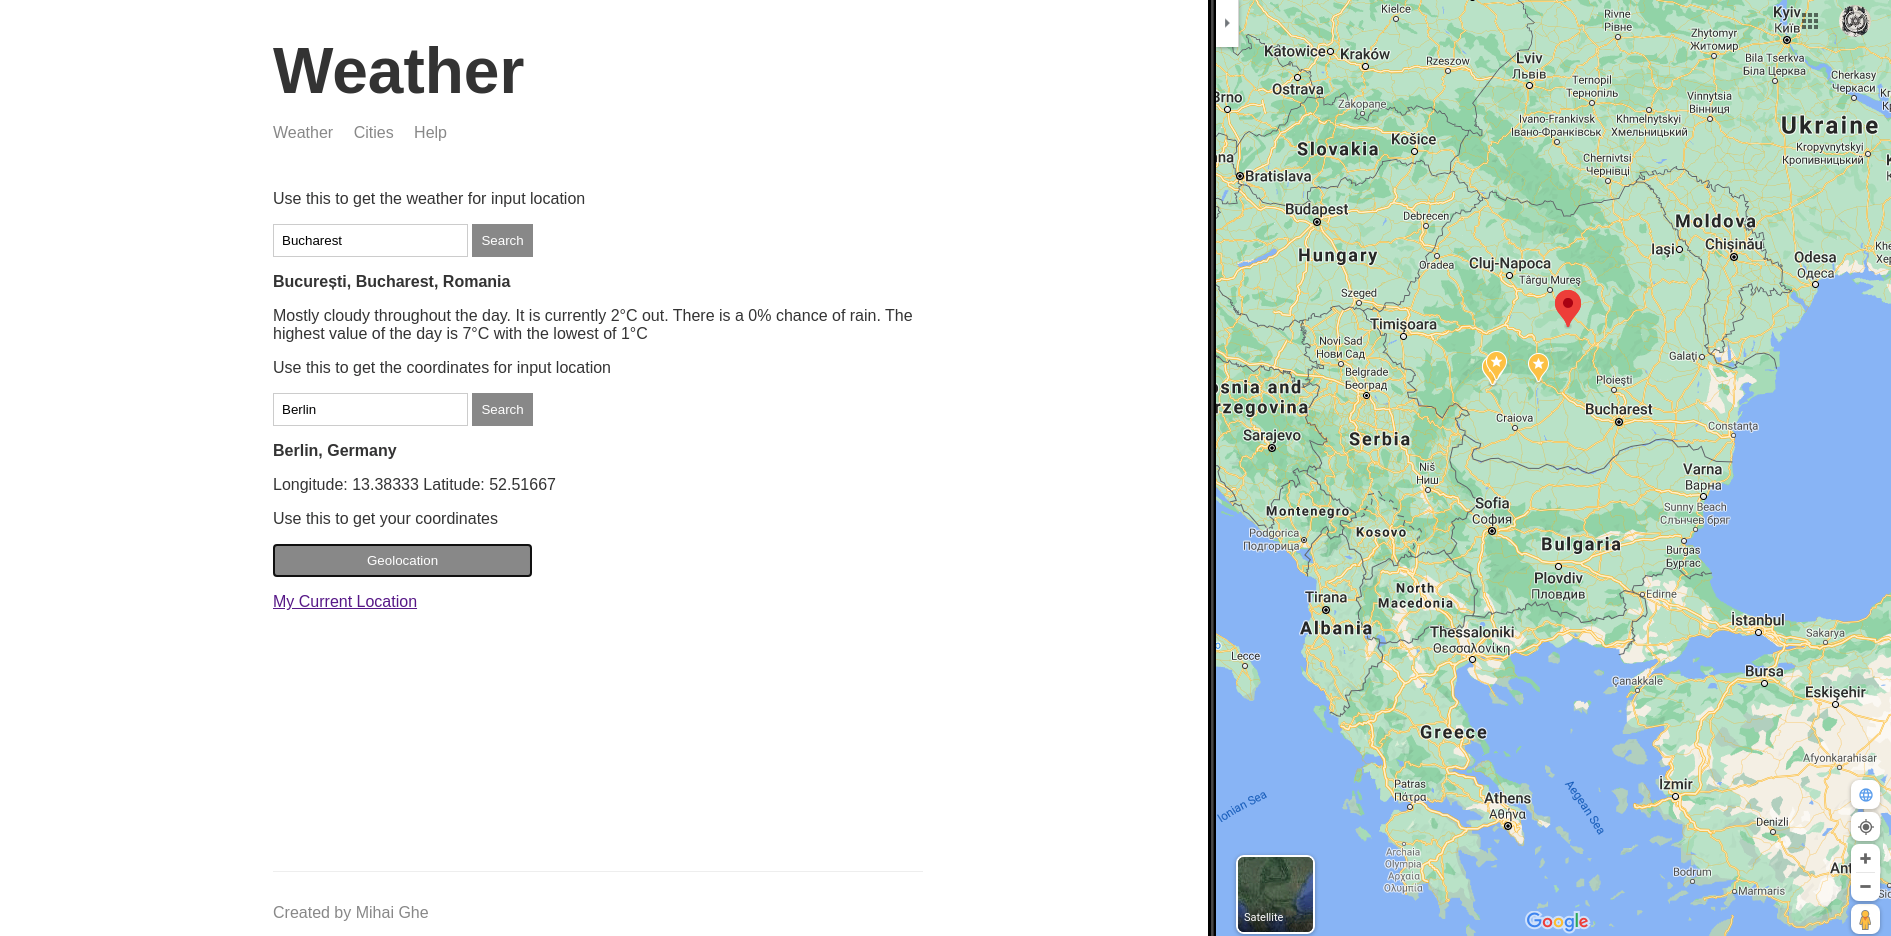 Weather
Weather Cities Help
Use this to get the weather for input location
Bucharest Search
București, Bucharest, Romania
Mostly cloudy throughout the day. It is currently 2°C out. There is a 0% chance of rain. The
highest value of the day is 7°C with the lowest of 1°C
Use this to get the coordinates for input location
Berlin Search
Berlin, Germany
Longitude: 13.38333 Latitude: 52.51667
Use this to get your coordinates
Geolocation
My Current Location
Created by Mihai Ghe
Kielce
Rivne
Рівне
Kyiv
Київ
Zhytomyr
Житомир
Katowice
Kraków
Rzeszow
Lviv
Львів
Bila Tserkva
Біла Церква
Cherkasy
Черкаси
Ternopil
Тернопіль
Ostrava
Brno
Zakopane
Vinnytsia
Вінниця
Kr
Ivano-Frankivsk
Івано-Франківськ
Khmelnytskyi
Хмельницький
Ukraine
Košice
Slovakia
Kropyvnytskyi
Кропивницький
Chernivtsi
Чернівці
na
Bratislava
Budapest
Debrecen
Moldova
Iași
Chișinău
Hungary
Oradea
Cluj-Napoca
Odesa
Одеса
Khe
Хер
Târgu Mureș
Szeged
Timișoara
Novi Sad
Нови Сад
Galați
Belgrade
Београд
Ploiești
osnia and
rzegovina
Bucharest
Craiova
Constanța
Sarajevo
Serbia
Niš
Ниш
Varna
Варна
Sofia
София
Sunny Beach
Слънчев бряг
Montenegro
Kosovo
Podgorica
Подгорица
Bulgaria
Burgas
Бургас
Plovdiv
Пловдив
North
Macedonia
Edirne
Tirana
Albania
İstanbul
Thessaloniki
Θεσσαλονίκη
Sakarya
Lecce
Bursa
Çanakkale
Eskişehir
Greece
Afyonkarahisar
Patras
Πάτρα
İzmir
Athens
Αθήνα
Ionian Sea
Aegean Sea
Denizli
Archaia
Olympia
Αρχαία
Ολυμπία
Bodrum
Marmaris
Ant
Satellite
Google